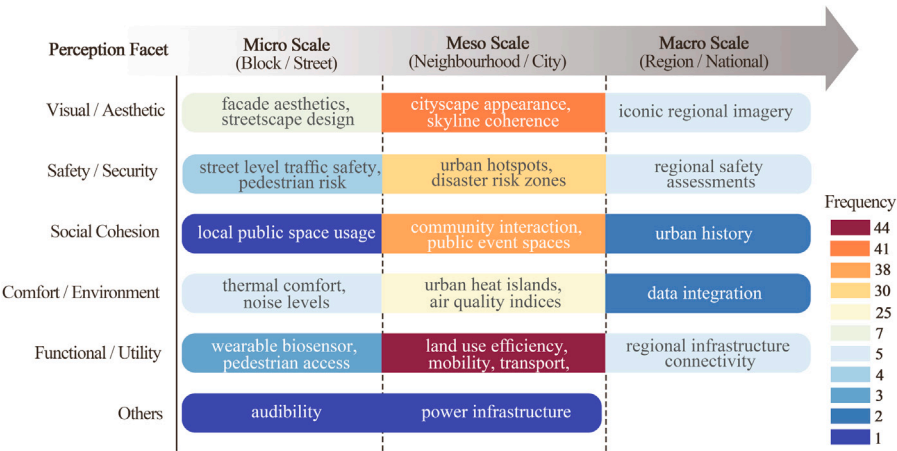 Perception Facet
Micro Scale
(Block / Street)
Meso Scale
(Neighbourhood / City)
Macro Scale
(Region / National)
Visual / Aesthetic
facade aesthetics,
streetscape design
cityscape appearance,
skyline coherence
iconic regional imagery
Safety / Security
street level traffic safety,
pedestrian risk
urban hotspots,
disaster risk zones
regional safety
assessments
Social Cohesion
local public space usage
community interaction,
public event spaces
urban history
Comfort / Environment
thermal comfort,
noise levels
urban heat islands,
air quality indices
data integration
Functional / Utility
wearable biosensor,
pedestrian access
land use efficiency,
mobility, transport,
regional infrastructure
connectivity
Others
audibility
power infrastructure
Frequency
44
41
38
30
25
7
5
4
3
2
1